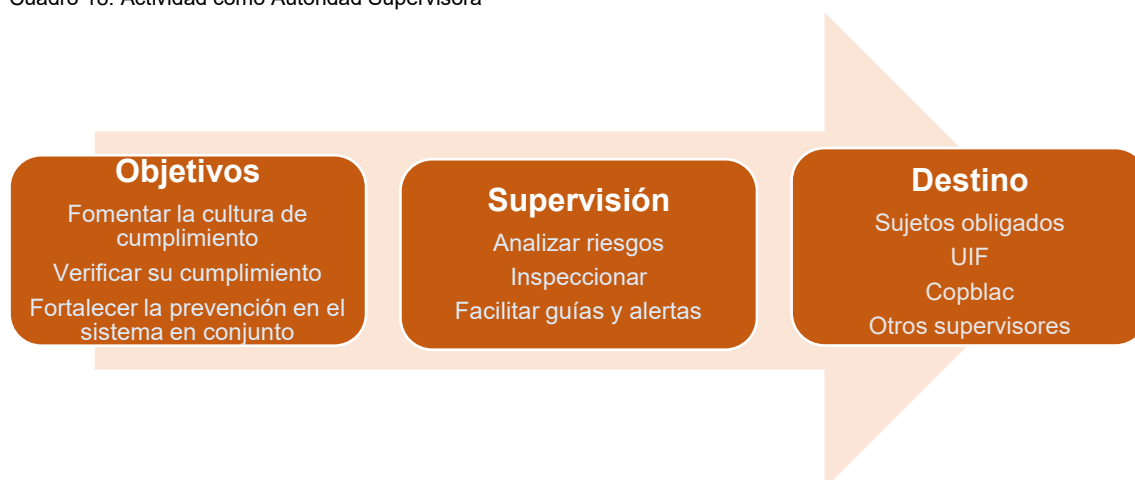 Cuadro 18. Actividad como Autoridad Supervisora
Objetivos
Fomentar la cultura de
cumplimiento
Verificar su cumplimiento
Fortalecer la prevención en el
sistema en conjunto
Supervisión
Analizar riesgos
Inspeccionar
Facilitar guías y alertas
Destino
Sujetos obligados
UIF
Copblac
Otros supervisores